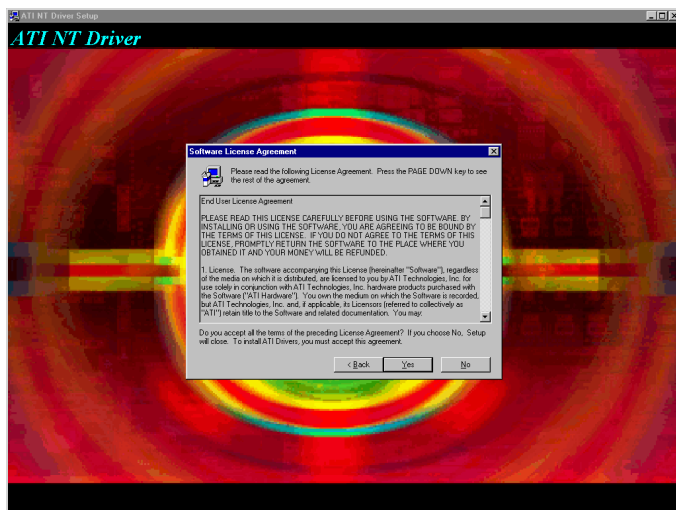 ATI NT Driver Setup
ATI NT Driver
Software License Agreement
Please read the following License Agreement. Press the PAGE DOWN key to see
the rest of the agreement.
End User License Agreement
PLEASE READ THIS LICENSE CAREFULLY BEFORE USING THE SOFTWARE. BY
INSTALLING OR USING THE SOFTWARE, YOU ARE AGREEING TO BE BOUND BY
THE TERMS OF THIS LICENSE. IF YOU DO NOT AGREE TO THE TERMS OF THIS
LICENSE, PROMPTLY RETURN THE SOFTWARE TO THE PLACE WHERE YOU
OBTAINED IT AND YOUR MONEY WILL BE REFUNDED.
1. License. The software accompanying this License (hereinafter "Software"), regardless
of the media on which it is distributed, are licensed to you by ATI Technologies, Inc. for
use solely in conjunction with ATI Technologies, Inc. hardware products purchased with
the Software ("ATI Hardware"). You own the medium on which the Software is recorded,
but ATI Technologies, Inc. and, if applicable, its Licensors (referred to collectively as
"ATI") retain title to the Software and related documentation. You may:
Do you accept all the terms of the preceding License Agreement? If you choose No, Setup
will close. To install ATI Drivers, you must accept this agreement.
< Back Yes No